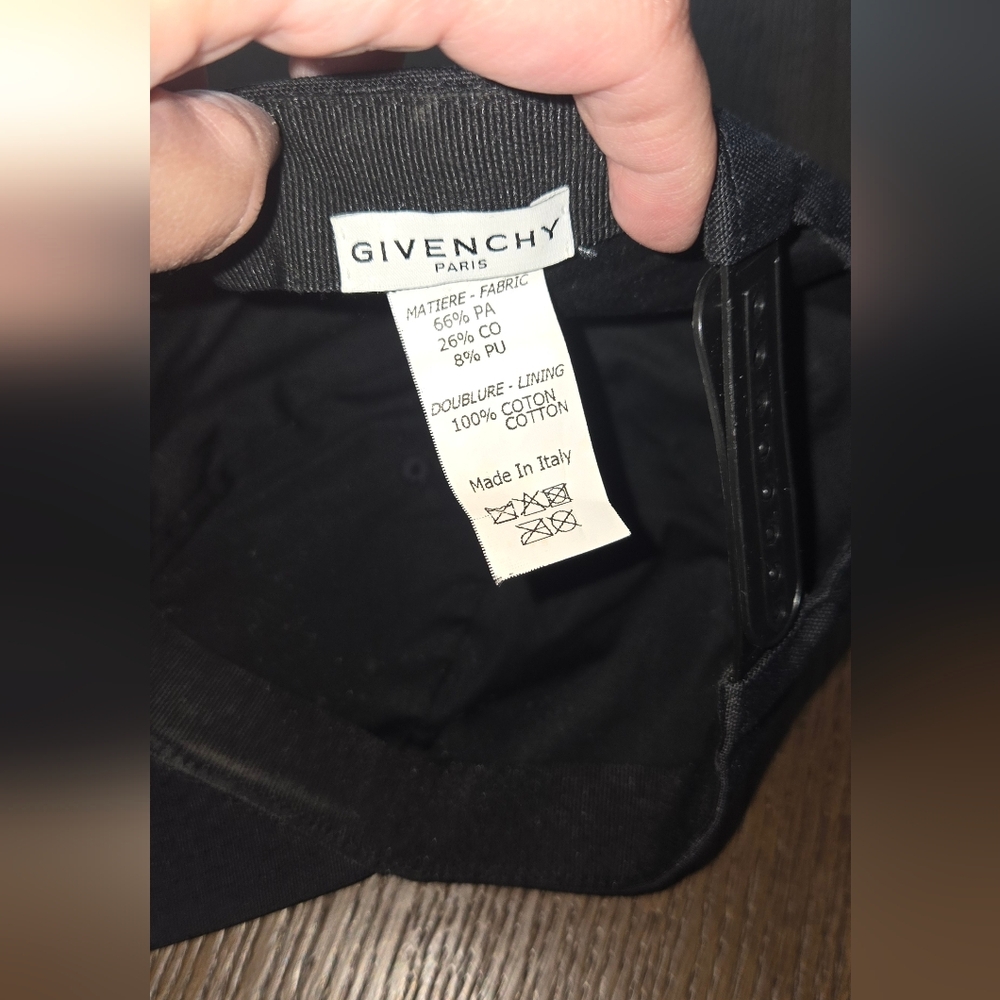 GIVENCHY
PARIS
MATIERE - FABRIC
66% PA
26% CO
8% PU
DOUBLURE - LINING
100% COTON
COTTON
Made In Italy